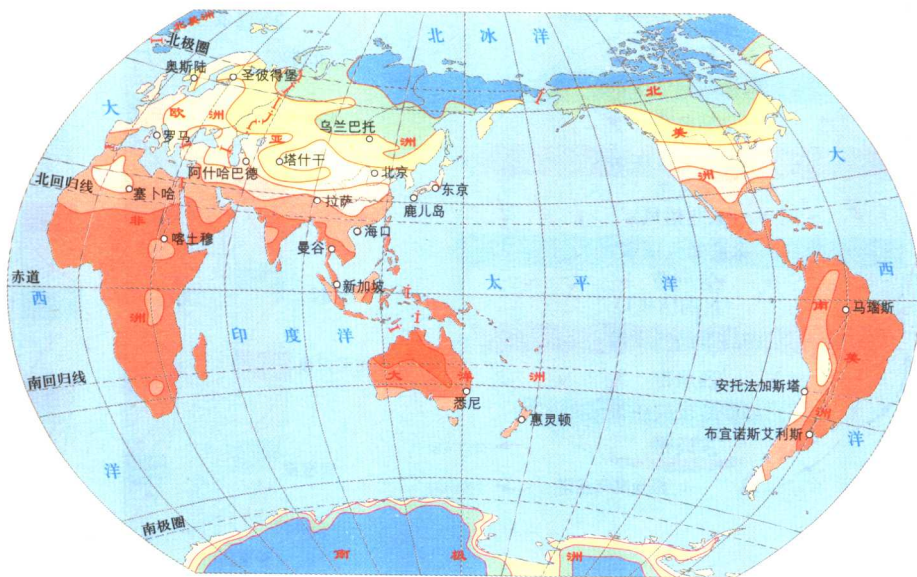 北美洲
北冰洋
北极圈
奥斯陆
圣彼得堡
大
欧洲
罗马
乌兰巴托
亚洲
北
美
洲
大
阿什哈巴德
塔什干
北京
北回归线
塞卜哈
拉萨
东京
鹿儿岛
非
喀土穆
海口
曼谷
赤道
西
新加坡
太平洋
西
洲
印度洋
南
马瑙斯
美
南回归线
大洋洲
悉尼
惠灵顿
安托法加斯塔
洲
布宜诺斯艾利斯
洋
洋
南极圈
南极洲